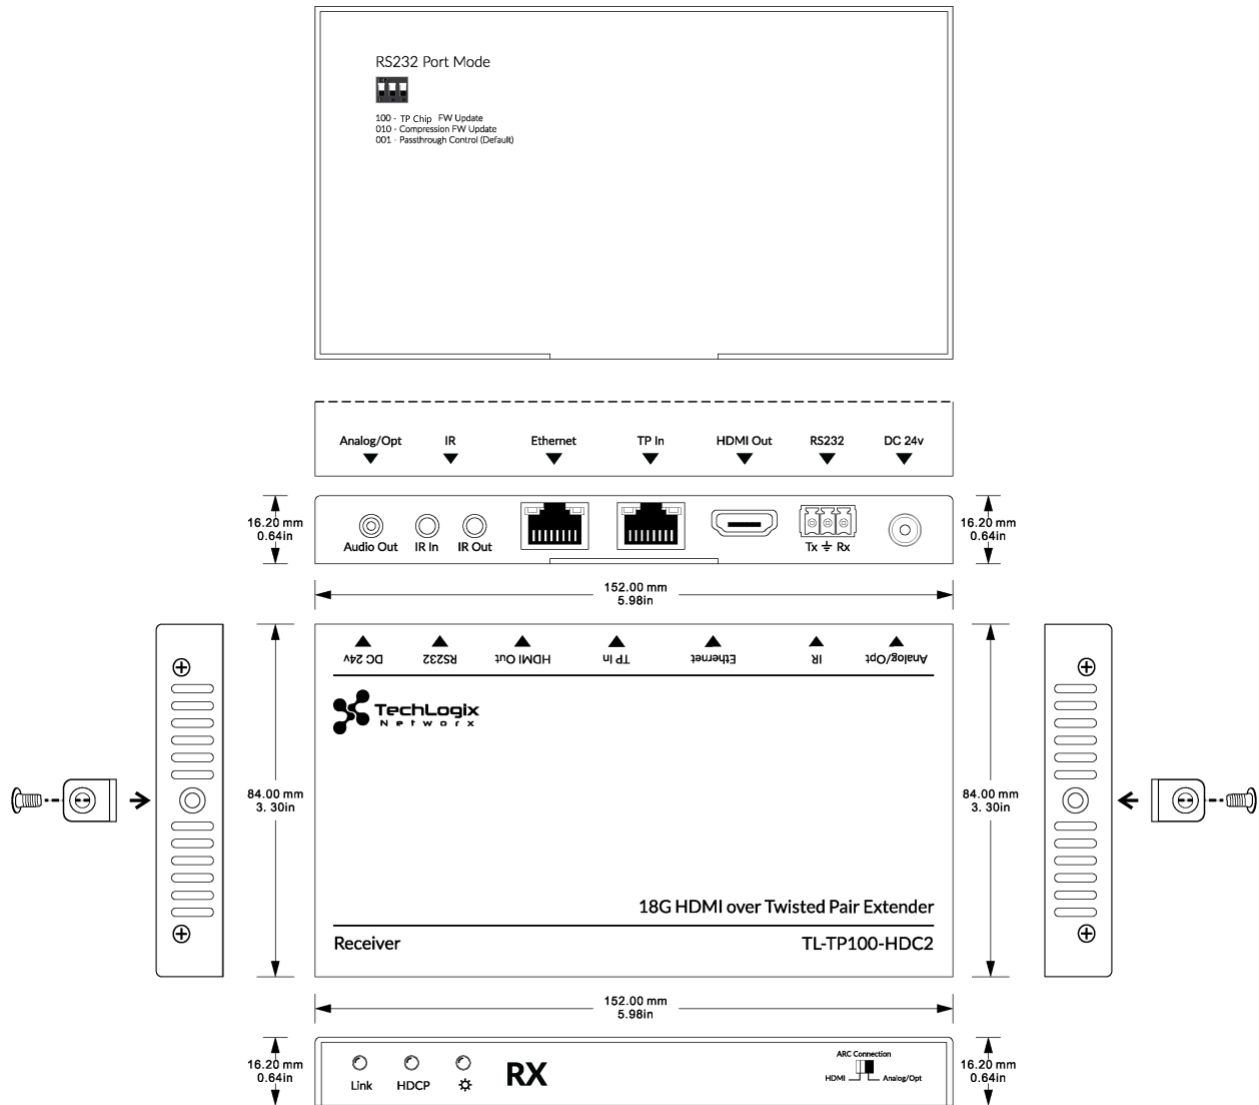 RS232 Port Mode
100 - TP Chip FW Update
010 - Compression FW Update
001 - Passthrough Control (Default)
Analog/Opt IR Ethernet TP In HDMI Out RS232 DC 24v
16.20 mm
0.64in
Audio Out IR In IR Out Tx Rx
16.20 mm
0.64in
152.00 mm
5.98in
DC 24v RS232 HDMI Out TP In Ethernet IR Analog/Opt
TechLogix
Networx
84.00 mm
3. 30in
84.00 mm
3. 30in
18G HDMI over Twisted Pair Extender
Receiver TL-TP100-HDC2
152.00 mm
5.98in
16.20 mm
0.64in
Link HDCP RX
ARC Connection
HDMI Analog/Opt
16.20 mm
0.64in